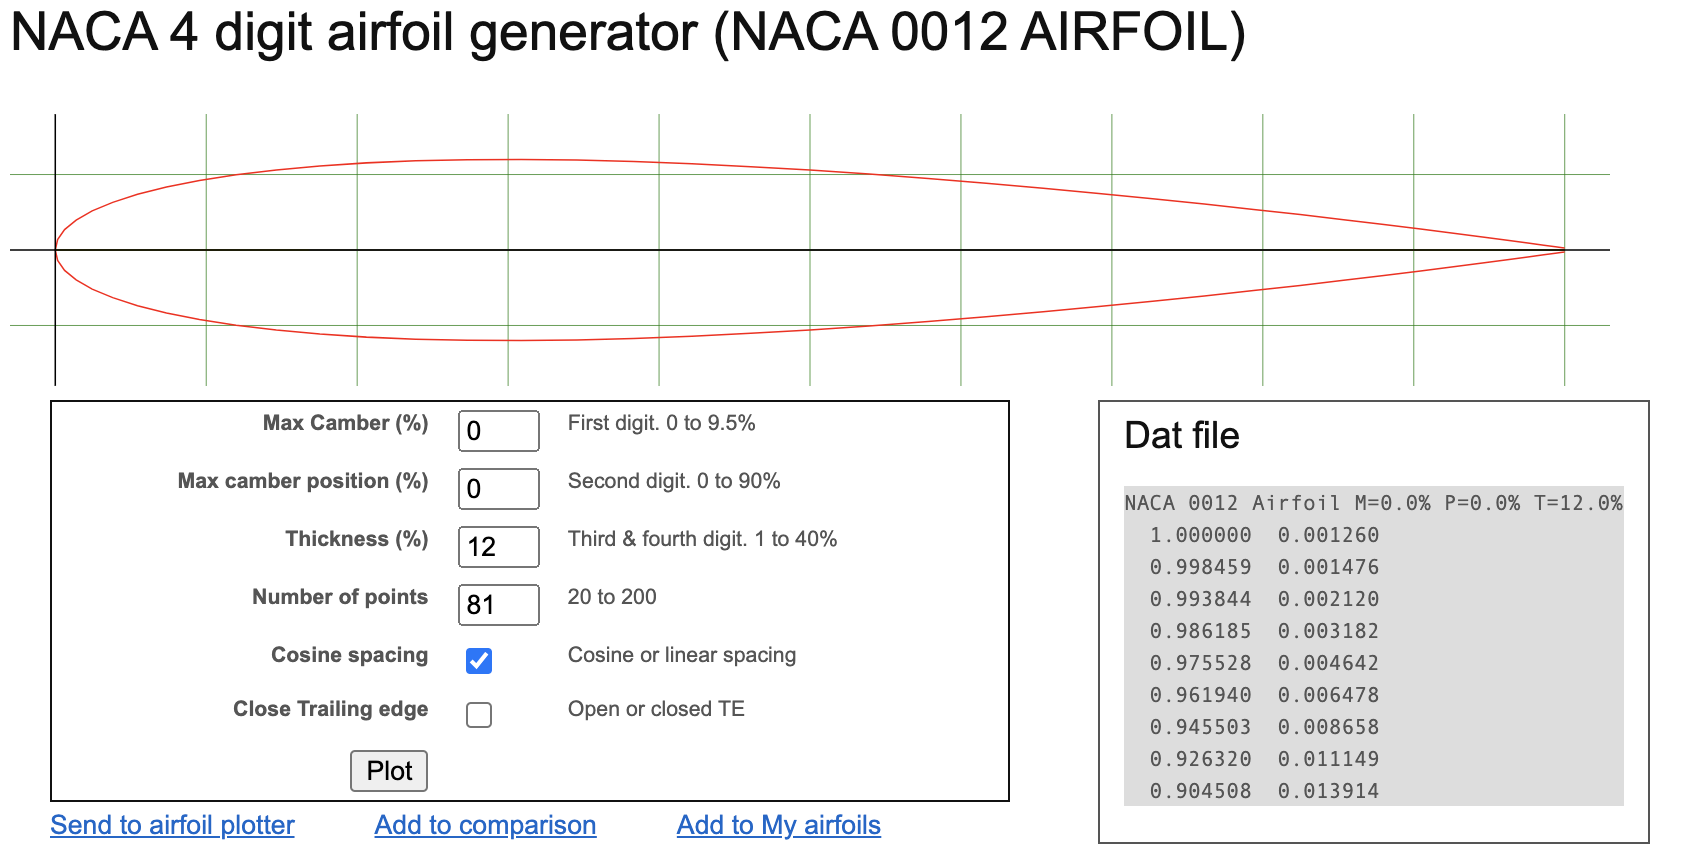 NACA 4 digit airfoil generator (NACA 0012 AIRFOIL)
Max Camber (%) 0 First digit. 0 to 9.5%
Max camber position (%) 0 Second digit. 0 to 90%
Thickness (%) 12 Third & fourth digit. 1 to 40%
Number of points 81 20 to 200
Cosine spacing Cosine or linear spacing
Close Trailing edge Open or closed TE
Plot
Send to airfoil plotter Add to comparison Add to My airfoils
Dat file
NACA 0012 Airfoil M=0.0% P=0.0% T=12.0%
1.000000 0.001260
0.998459 0.001476
0.993844 0.002120
0.986185 0.003182
0.975528 0.004642
0.961940 0.006478
0.945503 0.008658
0.926320 0.011149
0.904508 0.013914